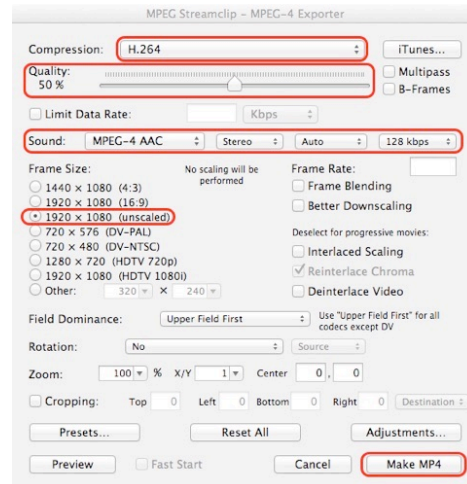 MPEG Streamclip – MPEG-4 Exporter
Compression: H.264 iTunes...
Quality: Multipass
50 % B-Frames
Limit Data Rate: Kbps
Sound: MPEG-4 AAC Stereo Auto 128 kbps
Frame Size: No scaling will be performed Frame Rate:
1440 × 1080 (4:3) Frame Blending
1920 × 1080 (16:9) Better Downscaling
1920 × 1080 (unscaled)
720 × 576 (DV-PAL) Deselect for progressive movies:
720 × 480 (DV-NTSC) Interlaced Scaling
1280 × 720 (HDTV 720p) Reinterlace Chroma
1920 × 1080 (HDTV 1080i) Deinterlace Video
Other: 320 × 240
Field Dominance: Upper Field First Use "Upper Field First" for all codecs except DV
Rotation: No Source
Zoom: 100 % X/Y 1 Center 0 , 0
Cropping: Top 0 Left 0 Bottom 0 Right 0 Destination
Presets... Reset All Adjustments...
Preview Fast Start Cancel Make MP4